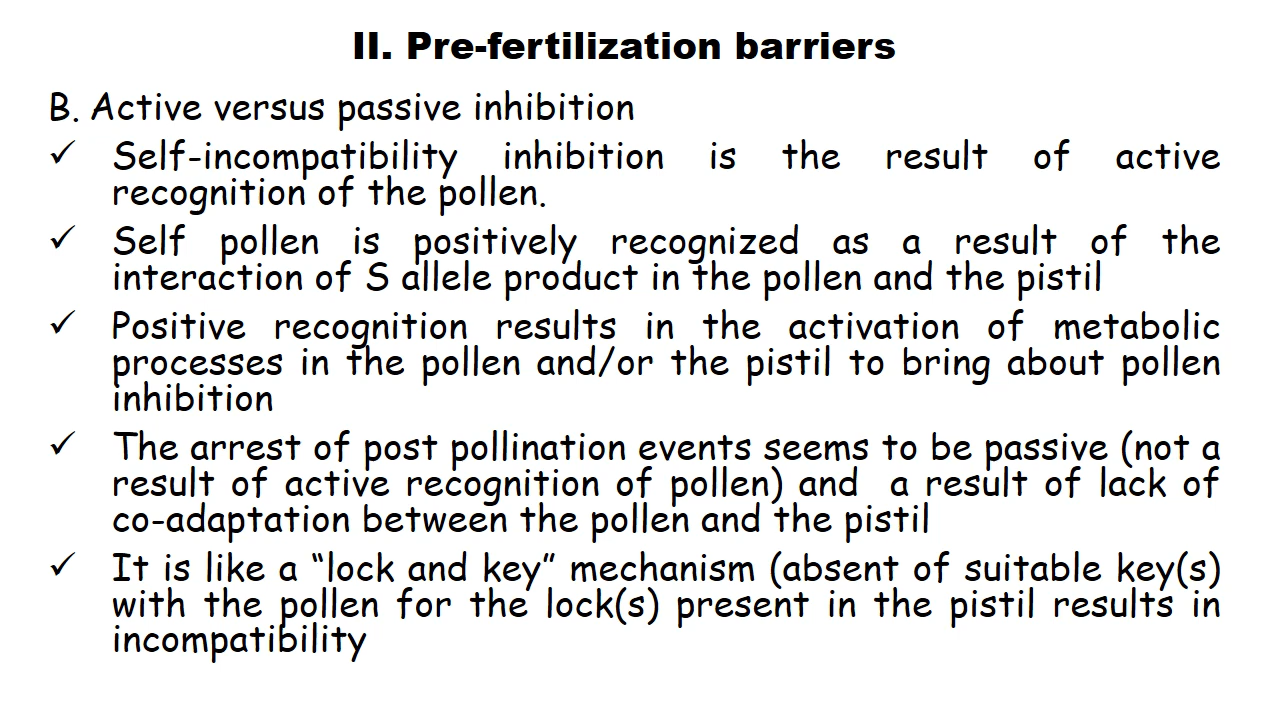 II. Pre-fertilization barriers
B. Active versus passive inhibition
✓ Self-incompatibility inhibition is the result of active
recognition of the pollen.
✓ Self pollen is positively recognized as a result of the
interaction of S allele product in the pollen and the pistil
✓ Positive recognition results in the activation of metabolic
processes in the pollen and/or the pistil to bring about pollen
inhibition
✓ The arrest of post pollination events seems to be passive (not a
result of active recognition of pollen) and a result of lack of
co-adaptation between the pollen and the pistil
✓ It is like a “lock and key” mechanism (absent of suitable key(s)
with the pollen for the lock(s) present in the pistil results in
incompatibility